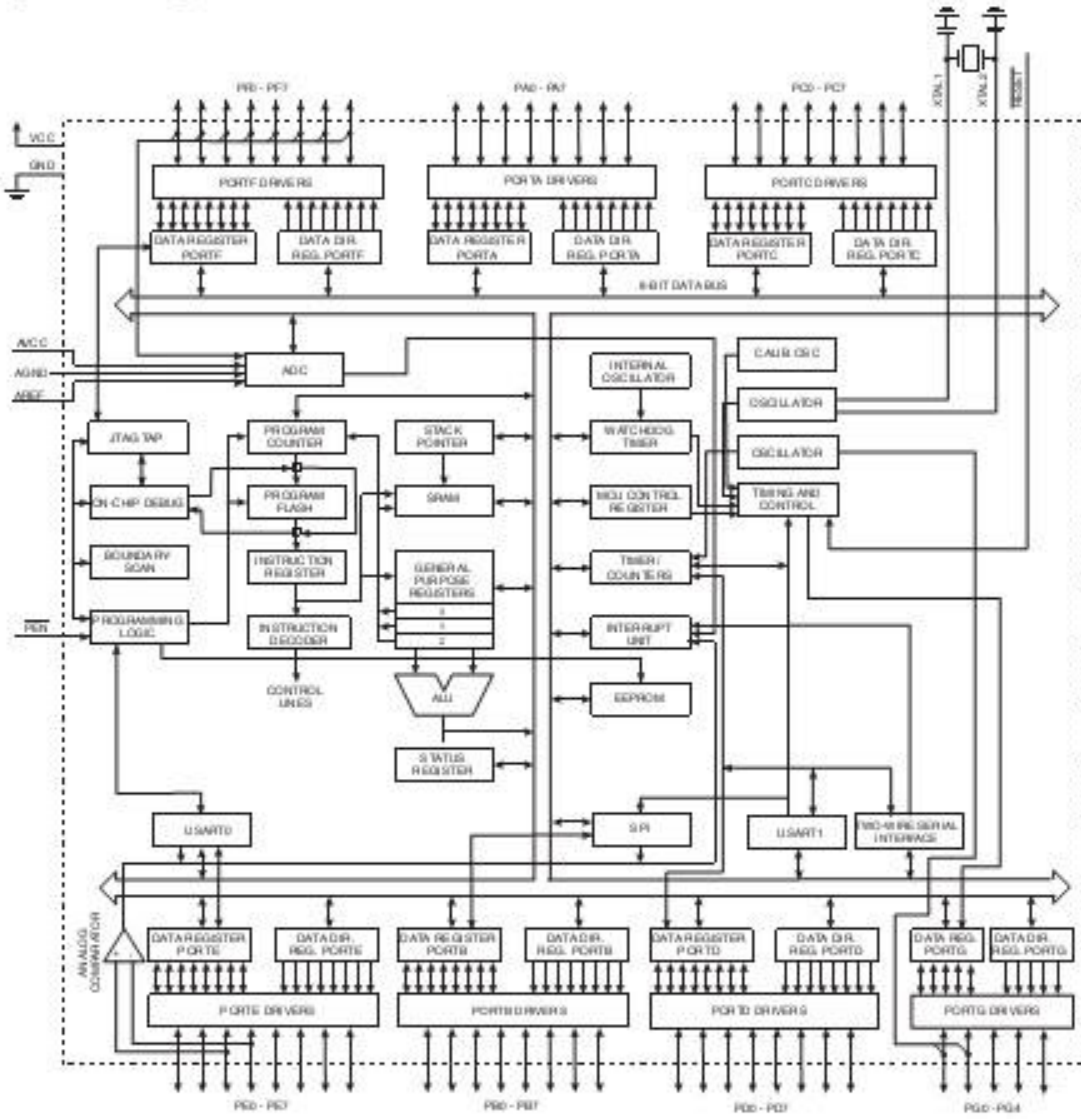 XTAL1
XTAL2
RESET
PF0 - PF7
PA0 - PA7
PC0 - PC7
VCC
GND
PORTF DRIVERS
PORTA DRIVERS
PORTC DRIVERS
DATA REGISTER
PORTF
DATA DIR.
REG. PORTF
DATA REGISTER
PORTA
DATA DIR.
REG. PORTA
DATA REGISTER
PORTC
DATA DIR.
REG. PORTC
8-BIT DATA BUS
AVCC
AGND
AREF
ADC
INTERNAL
OSCILLATOR
CALIB. OSC
OSCILLATOR
JTAG TAP
PROGRAM
COUNTER
STACK
POINTER
WATCHDOG
TIMER
OSCILLATOR
ON-CHIP DEBUG
PROGRAM
FLASH
SRAM
MCU CONTROL
REGISTER
TIMING AND
CONTROL
BOUNDARY
SCAN
INSTRUCTION
REGISTER
GENERAL
PURPOSE
REGISTERS
TIMER/
COUNTERS
PEN
PROGRAMMING
LOGIC
INSTRUCTION
DECODER
INTERRUPT
UNIT
CONTROL
LINES
ALU
EEPROM
STATUS
REGISTER
USART0
SPI
USART1
TWO-WIRE SERIAL
INTERFACE
ANALOG
COMPARATOR
+
-
DATA REGISTER
PORTE
DATA DIR.
REG. PORTE
DATA REGISTER
PORTB
DATA DIR.
REG. PORTB
DATA REGISTER
PORTD
DATA DIR.
REG. PORTD
DATA REG.
PORTG
DATA DIR.
REG. PORTG
PORTE DRIVERS
PORTB DRIVERS
PORTD DRIVERS
PORTG DRIVERS
PE0 - PE7
PB0 - PB7
PD0 - PD7
PG0 - PG4